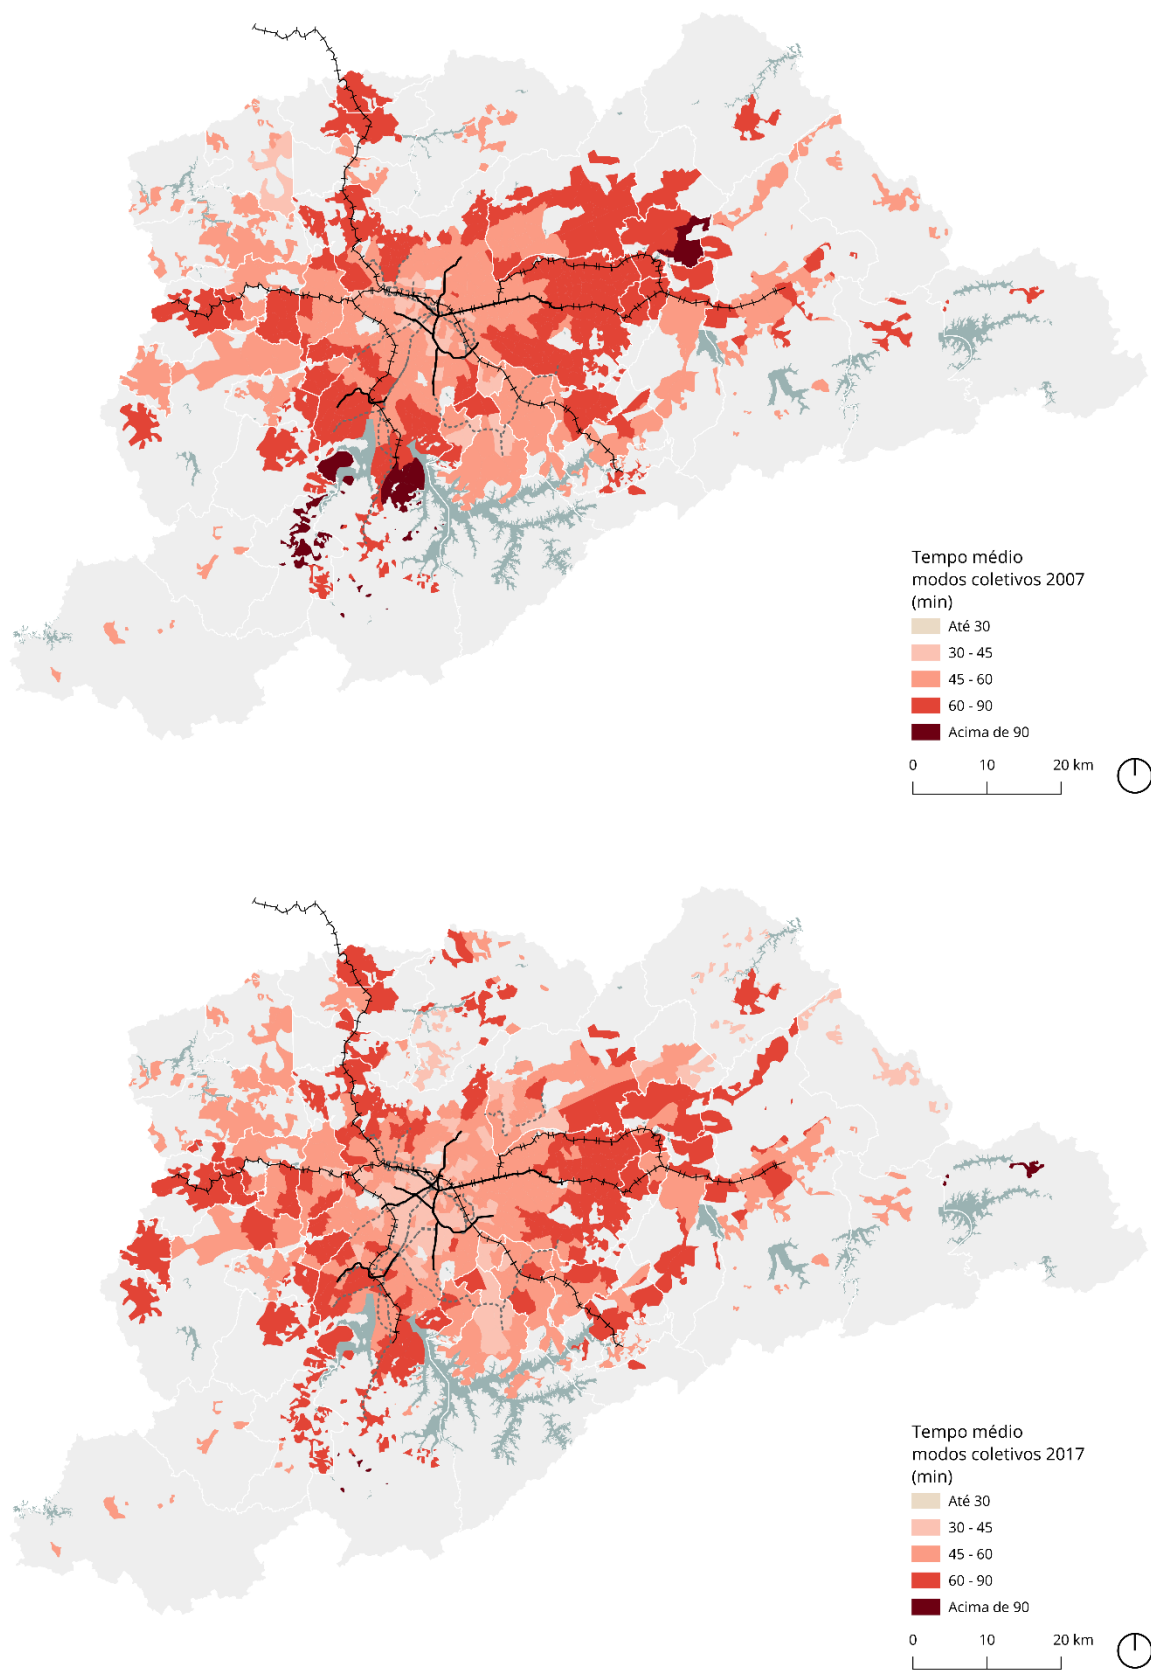 Tempo médio
modos coletivos 2007
(min)
Até 30
30 - 45
45 - 60
60 - 90
Acima de 90
0 10 20 km
Tempo médio
modos coletivos 2017
(min)
Até 30
30 - 45
45 - 60
60 - 90
Acima de 90
0 10 20 km